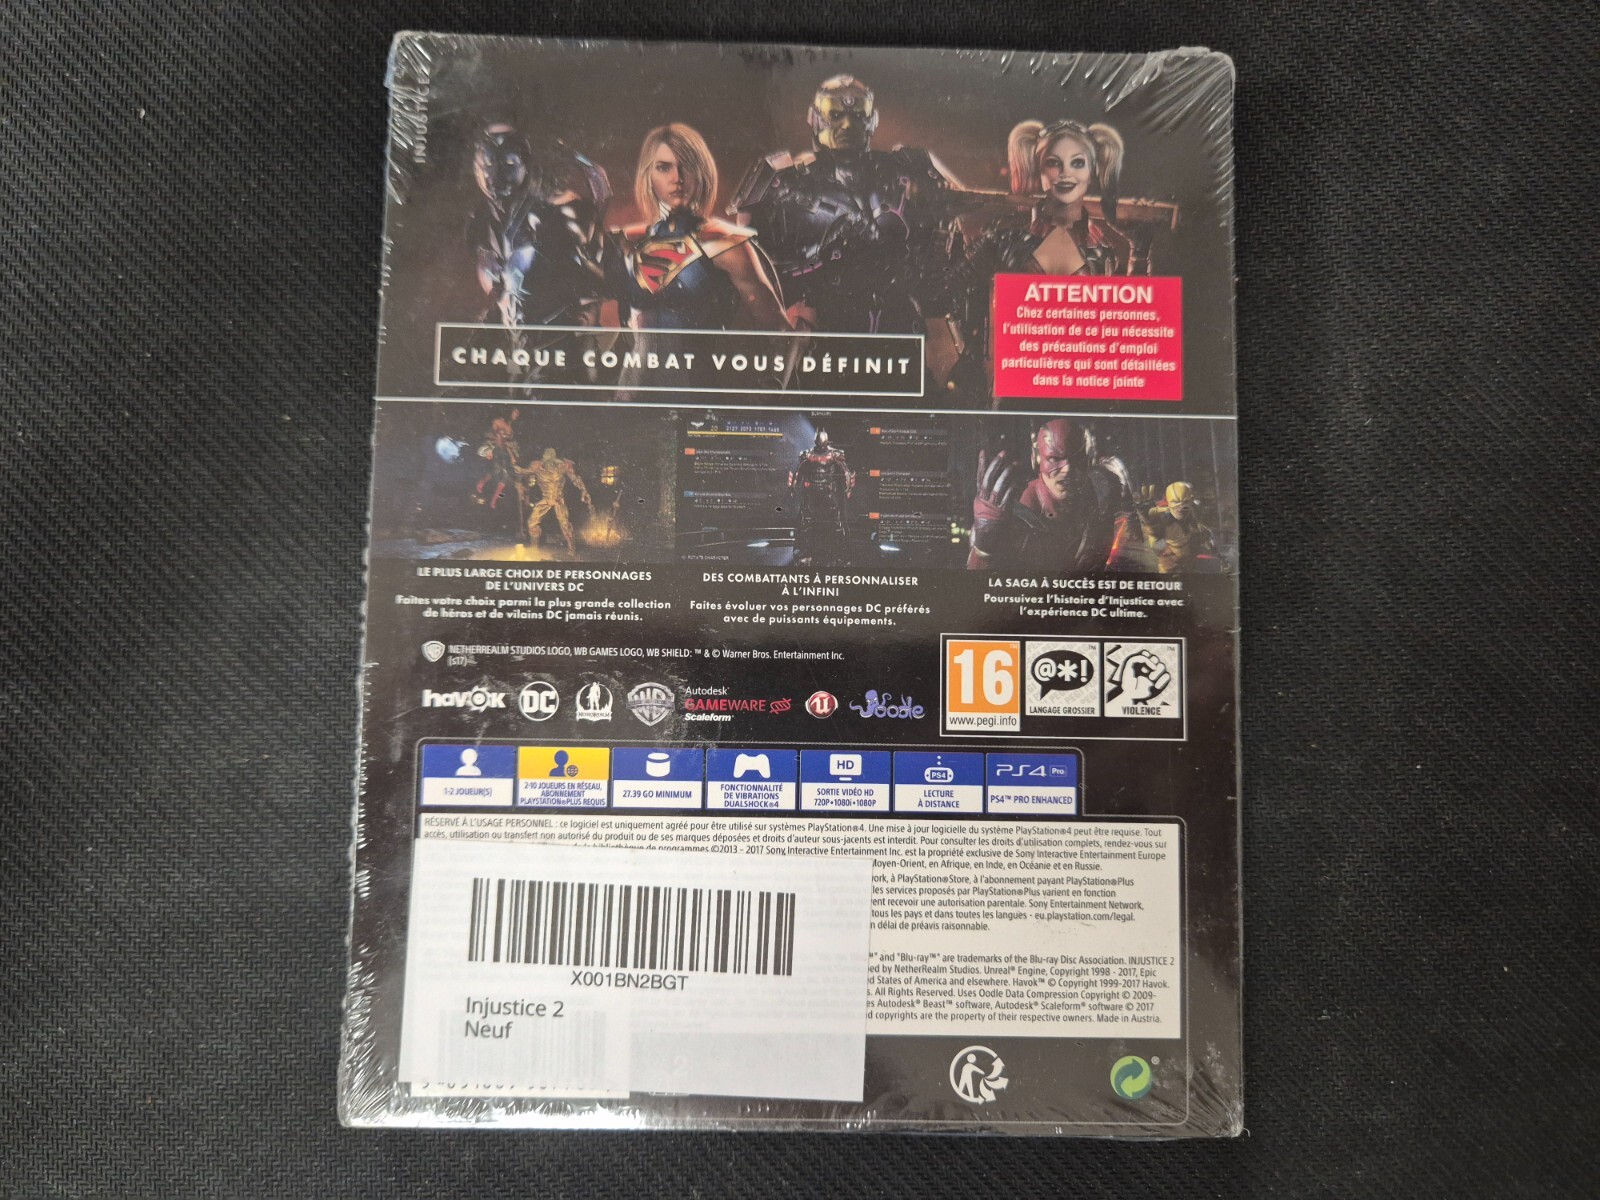 INJUSTICE
CHAQUE COMBAT VOUS DÉFINIT
ATTENTION
Chez certaines personnes,
l'utilisation de ce jeu nécessite
des précautions d'emploi
particulières qui sont détaillées
dans la notice jointe
LE PLUS LARGE CHOIX DE PERSONNAGES
DE L'UNIVERS DC
Faites votre choix parmi la plus grande collection
de héros et de vilains DC jamais réunis.
DES COMBATTANTS À PERSONNALISER
À L'INFINI
Faites évoluer vos personnages DC préférés
avec de puissants équipements.
LA SAGA À SUCCÈS EST DE RETOUR
Poursuivez l'histoire d'Injustice avec
l'expérience DC ultime.
NETHERREALM STUDIOS LOGO, WB GAMES LOGO, WB SHIELD: ™ & © Warner Bros. Entertainment Inc.
(s17)
havok
DC
Autodesk
GAMEWARE
Scaleform
Oodle
16
www.pegi.info
@*!
LANGAGE GROSSIER
VIOLENCE
1-2 JOUEUR(S)
2-10 JOUEURS EN RÉSEAU,
ABONNEMENT
PLAYSTATION®PLUS REQUIS
27.39 GO MINIMUM
FONCTIONNALITÉ
DE VIBRATIONS
DUALSHOCK®4
HD
SORTIE VIDÉO HD
720P•1080i•1080P
PS4
LECTURE
À DISTANCE
PS4 Pro
PS4™ PRO ENHANCED
RÉSERVÉ À L'USAGE PERSONNEL : ce logiciel est uniquement agréé pour être utilisé sur systèmes PlayStation®4. Une mise à jour logicielle du système PlayStation®4 peut être requise. Tout
accès, utilisation ou transfert non autorisé du produit ou de ses marques déposées et droits d'auteur sous-jacents est interdit. Pour consulter les droits d'utilisation complets, rendez-vous sur
bibliothèque de programmes ©2013 - 2017 Sony Interactive Entertainment Inc. est la propriété exclusive de Sony Interactive Entertainment Europe
Moyen-Orient, en Afrique, en Inde, en Océanie et en Russie.
ork, à PlayStation®Store, à l'abonnement payant PlayStation®Plus
les services proposés par PlayStation®Plus varient en fonction
ent recevoir une autorisation parentale. Sony Entertainment Network,
tous les pays et dans toutes les langues - eu.playstation.com/legal.
n délai de préavis raisonnable.
™" and "Blu-ray™" are trademarks of the Blu-ray Disc Association. INJUSTICE 2
ed by NetherRealm Studios. Unreal® Engine, Copyright 1998 - 2017, Epic
ed States of America and elsewhere. Havok™ © Copyright 1999-2017 Havok.
s. All Rights Reserved. Uses Oodle Data Compression Copyright © 2009-
es Autodesk® Beast™ software, Autodesk® Scaleform® software © 2017
d copyrights are the property of their respective owners. Made in Austria.
X001BN2BGT
Injustice 2
Neuf